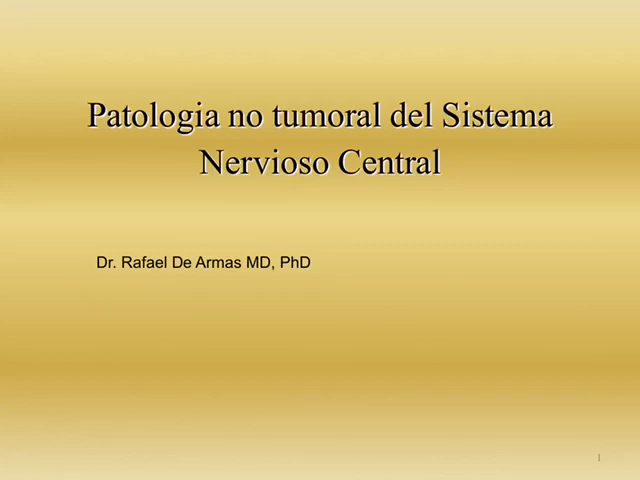 Patologia no tumoral del Sistema
Nervioso Central
Dr. Rafael De Armas MD, PhD
1